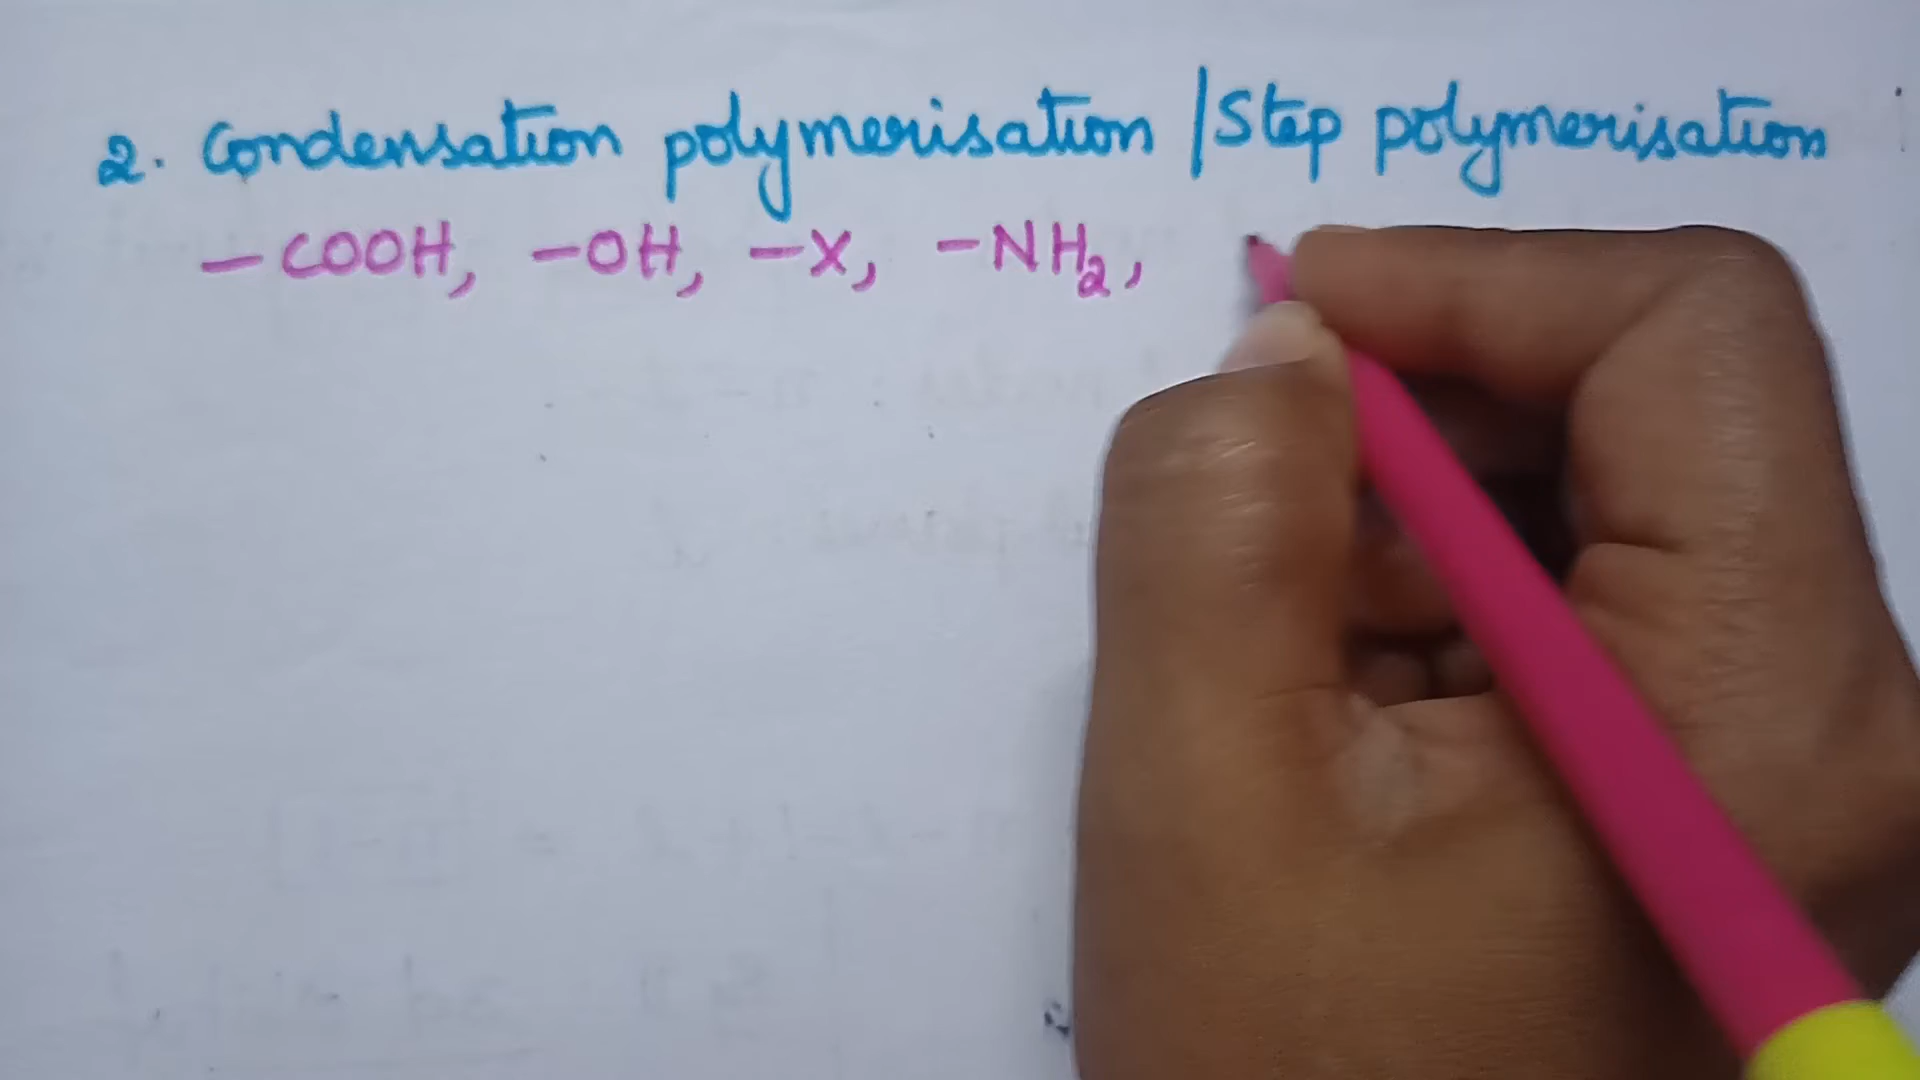 2. Condensation polymerisation / Step polymerisation
– COOH, – OH, – X, – NH₂,